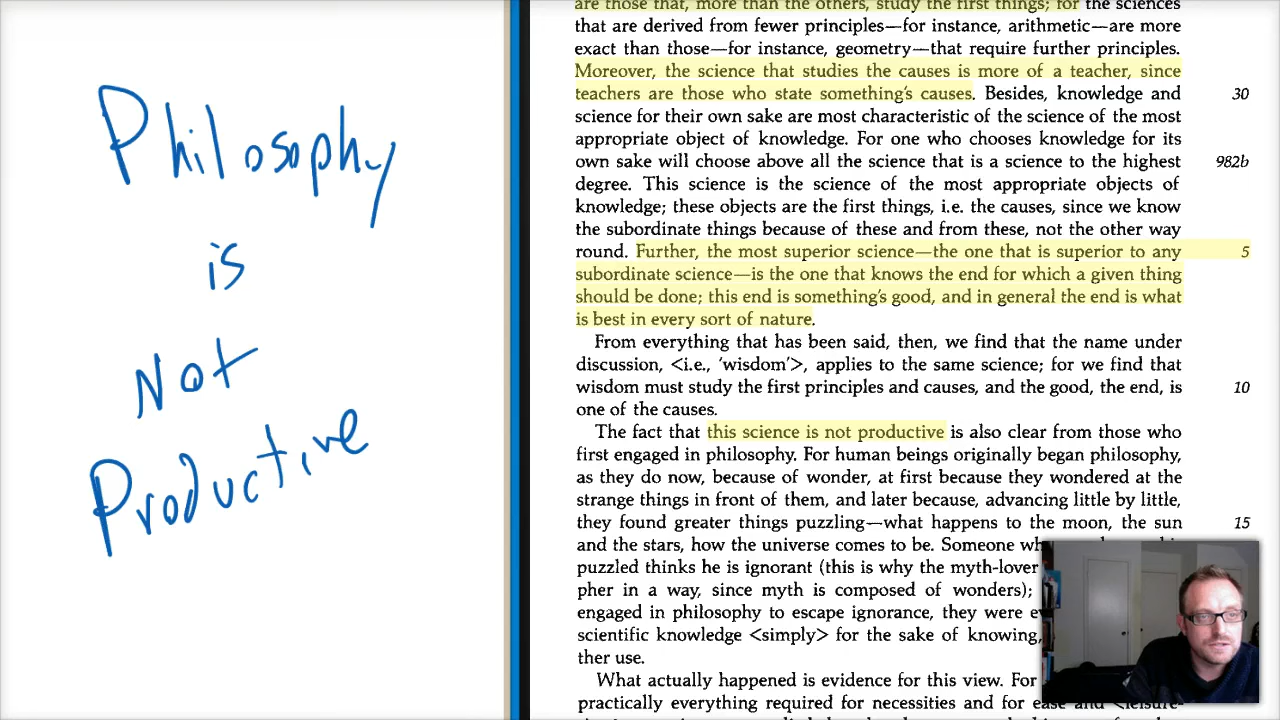 Philosophy
is
Not
Productive
are those that, more than the others, study the first things; for the sciences
that are derived from fewer principles—for instance, arithmetic—are more
exact than those—for instance, geometry—that require further principles.
Moreover, the science that studies the causes is more of a teacher, since
teachers are those who state something's causes. Besides, knowledge and 30
science for their own sake are most characteristic of the science of the most
appropriate object of knowledge. For one who chooses knowledge for its
own sake will choose above all the science that is a science to the highest 982b
degree. This science is the science of the most appropriate objects of
knowledge; these objects are the first things, i.e. the causes, since we know
the subordinate things because of these and from these, not the other way
round. Further, the most superior science—the one that is superior to any 5
subordinate science—is the one that knows the end for which a given thing
should be done; this end is something's good, and in general the end is what
is best in every sort of nature.
From everything that has been said, then, we find that the name under
discussion, <i.e., 'wisdom'>, applies to the same science; for we find that
wisdom must study the first principles and causes, and the good, the end, is 10
one of the causes.
The fact that this science is not productive is also clear from those who
first engaged in philosophy. For human beings originally began philosophy,
as they do now, because of wonder, at first because they wondered at the
strange things in front of them, and later because, advancing little by little,
they found greater things puzzling—what happens to the moon, the sun 15
and the stars, how the universe comes to be. Someone
puzzled thinks he is ignorant (this is why the myth-lover
pher in a way, since myth is composed of wonders);
engaged in philosophy to escape ignorance, they were
scientific knowledge <simply> for the sake of knowing,
ther use.
What actually happened is evidence for this view. For
practically everything required for necessities and for ease and <leisure-